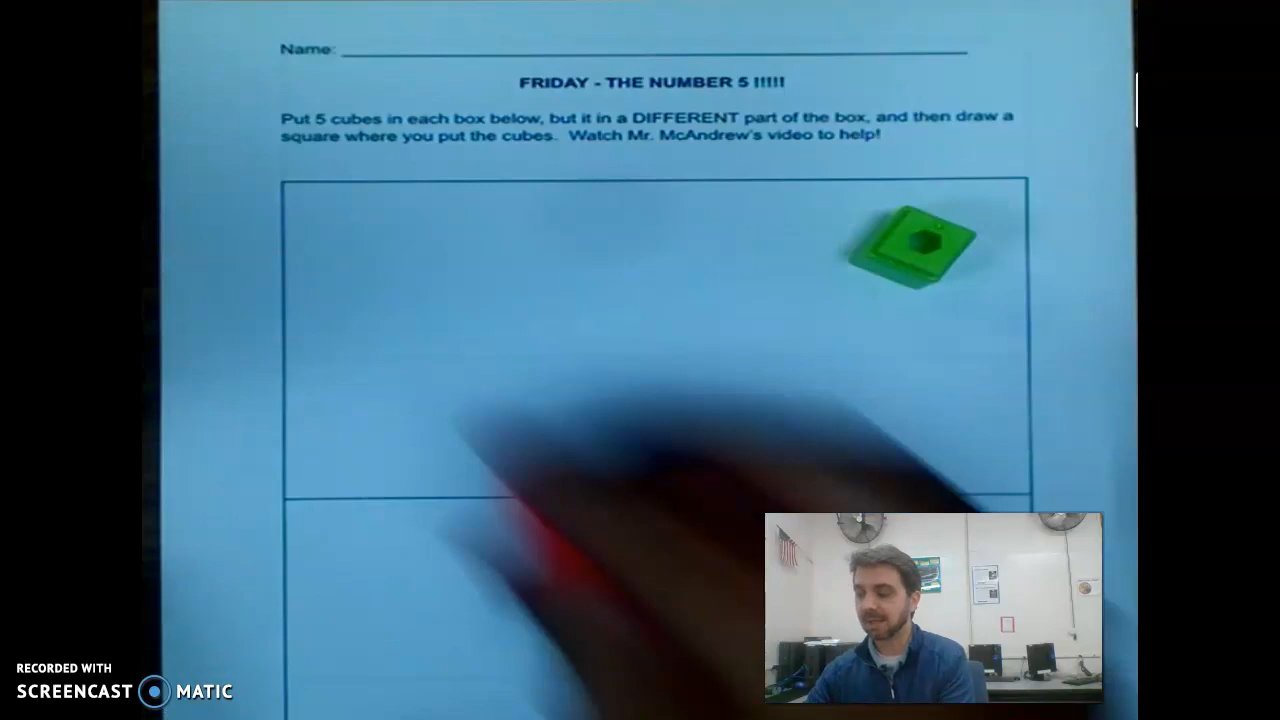 Name:
FRIDAY - THE NUMBER 5 !!!!!
Put 5 cubes in each box below, but it in a DIFFERENT part of the box, and then draw a
square where you put the cubes.  Watch Mr. McAndrew's video to help!
RECORDED WITH
SCREENCAST MATIC